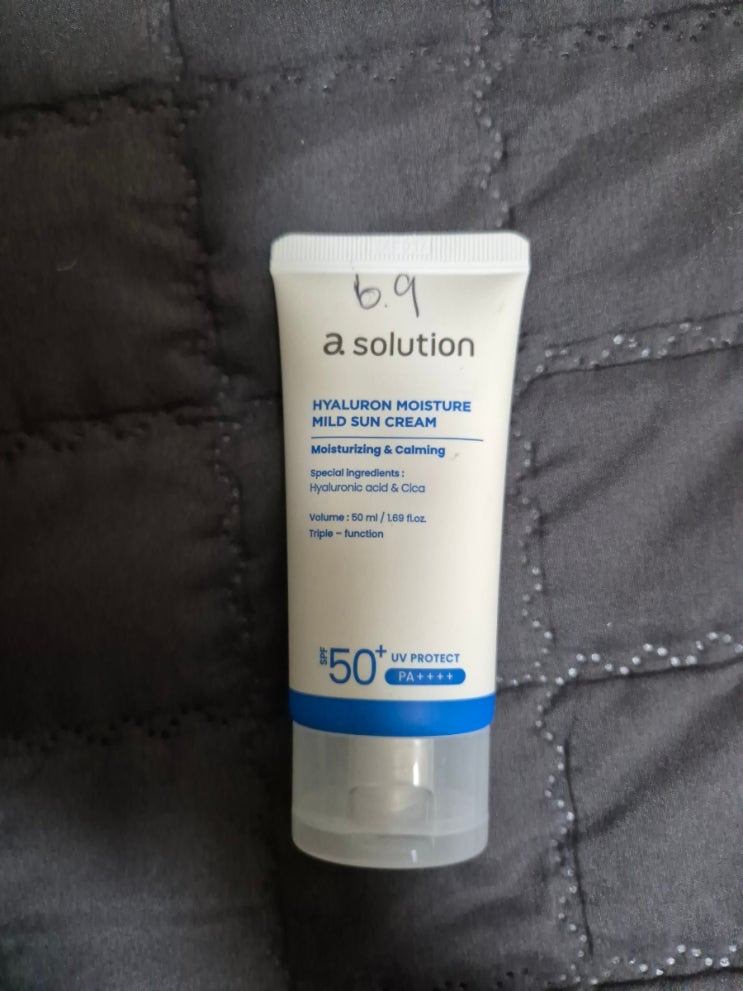 6.9
a solution
HYALURON MOISTURE
MILD SUN CREAM
Moisturizing & Calming
Special ingredients :
Hyaluronic acid & Cica
Volume : 50 ml / 1.69 fl.oz.
Triple – function
SPF 50+ UV PROTECT
PA++++